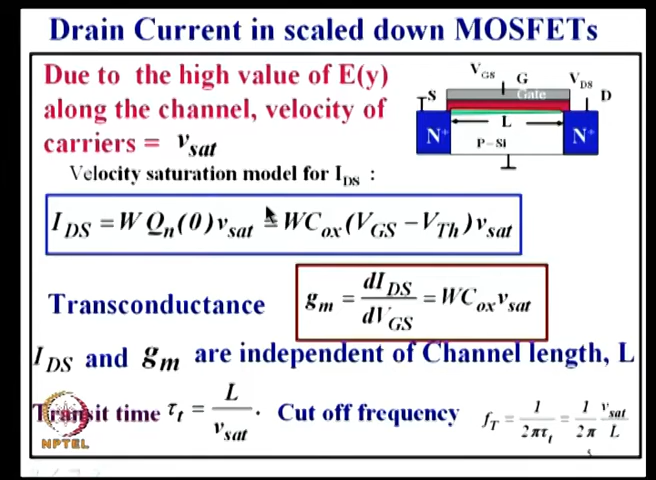 Drain Current in scaled down MOSFETs
Due to the high value of E(y)
along the channel, velocity of
carriers = v_sat
V_GS G V_DS
S Gate D
L
N⁺ P – Si N⁺
Velocity saturation model for I_DS :
I_DS = W Q_n(0)v_sat = WC_ox(V_GS – V_Th)v_sat
Transconductance g_m = dI_DS/dV_GS = WC_ox v_sat
I_DS and g_m are independent of Channel length, L
Transit time τ_t = L/v_sat . Cut off frequency f_T = 1/2πτ_t = 1/2π v_sat/L
NPTEL